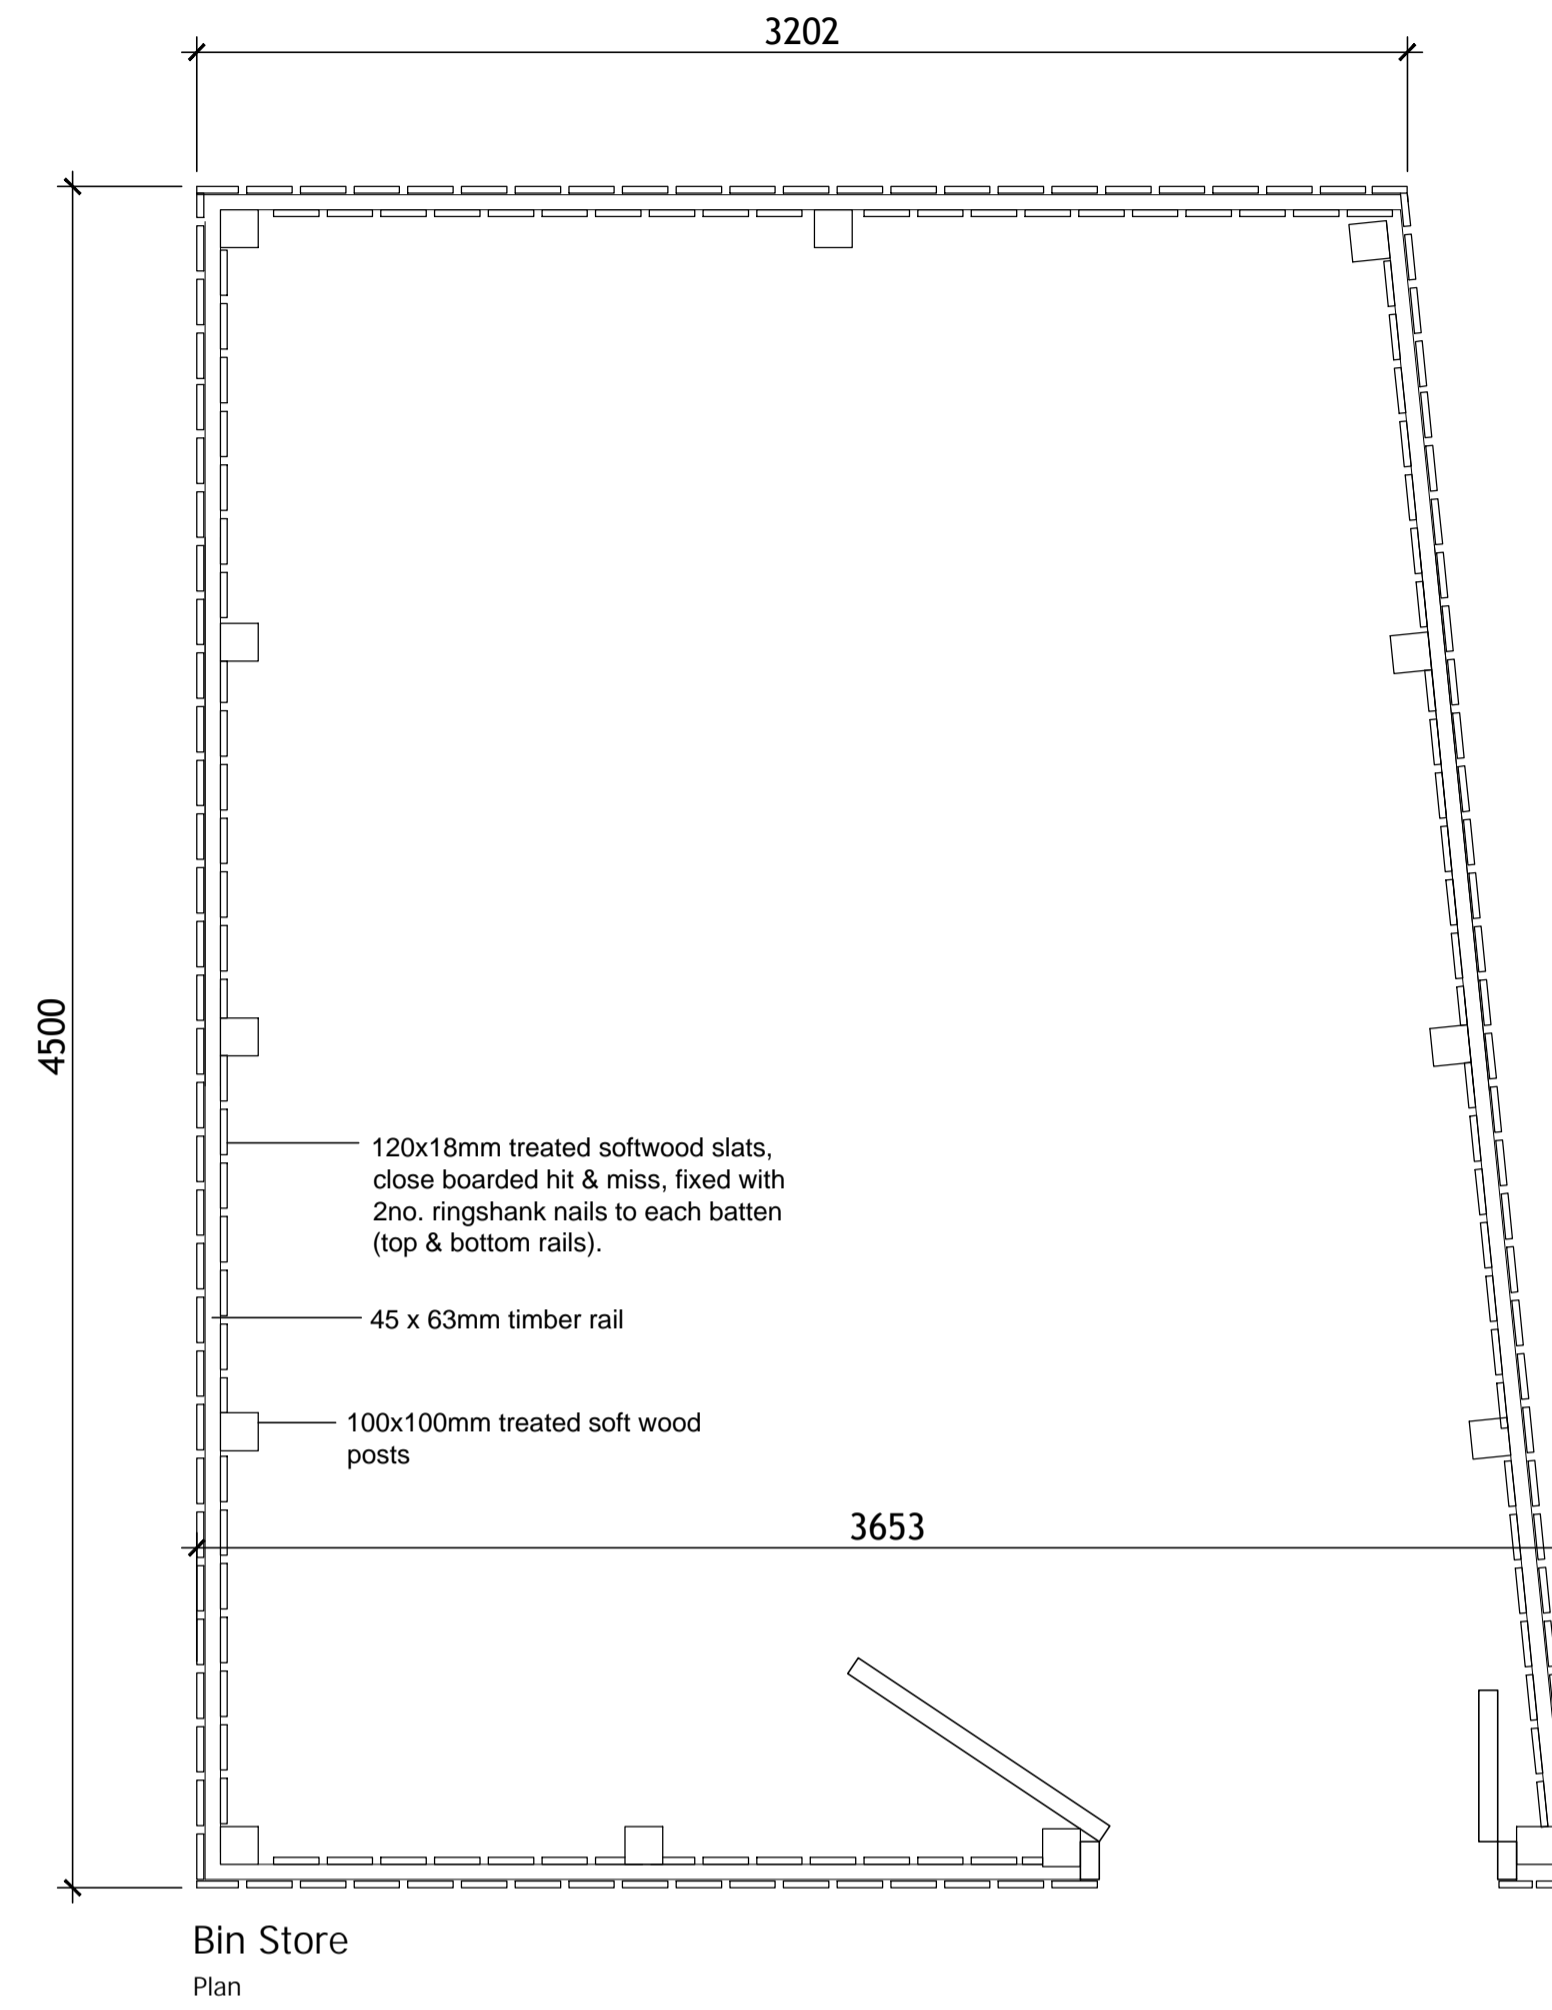 3202
4500
120x18mm treated softwood slats,
close boarded hit & miss, fixed with
2no. ringshank nails to each batten
(top & bottom rails).
45 x 63mm timber rail
100x100mm treated soft wood
posts
3653
Bin Store
Plan